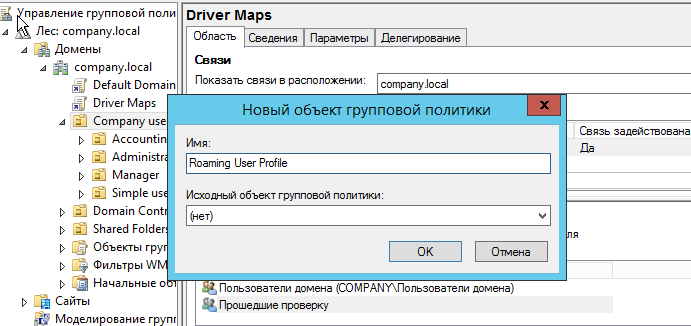 Управление групповой поли
Лес: company.local
Домены
company.local
Default Domain
Driver Maps
Company use
Accountin
Administra
Manager
Simple use
Domain Contr
Shared Folders
Объекты груп
Фильтры WM
Начальные об
Сайты
Моделирование групп
Driver Maps
Область Сведения Параметры Делегирование
Связи
Показать связи в расположении: company.local
Связь задействована
Да
Новый объект групповой политики
X
Имя:
Roaming User Profile
Исходный объект групповой политики:
(нет)
OK Отмена
ля
Пользователи домена (COMPANY\Пользователи домена)
Прошедшие проверку